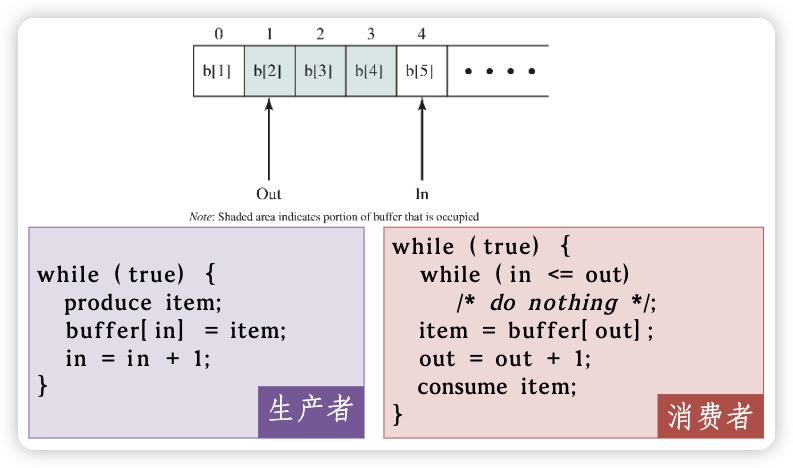 0 1 2 3 4
b[1] b[2] b[3] b[4] b[5] • • • •
Out In
Note: Shaded area indicates portion of buffer that is occupied
while (true) {
produce item;
buffer[in] = item;
in = in + 1;
}
生产者
while (true) {
while (in <= out)
/* do nothing */;
item = buffer[out];
out = out + 1;
consume item;
}
消费者